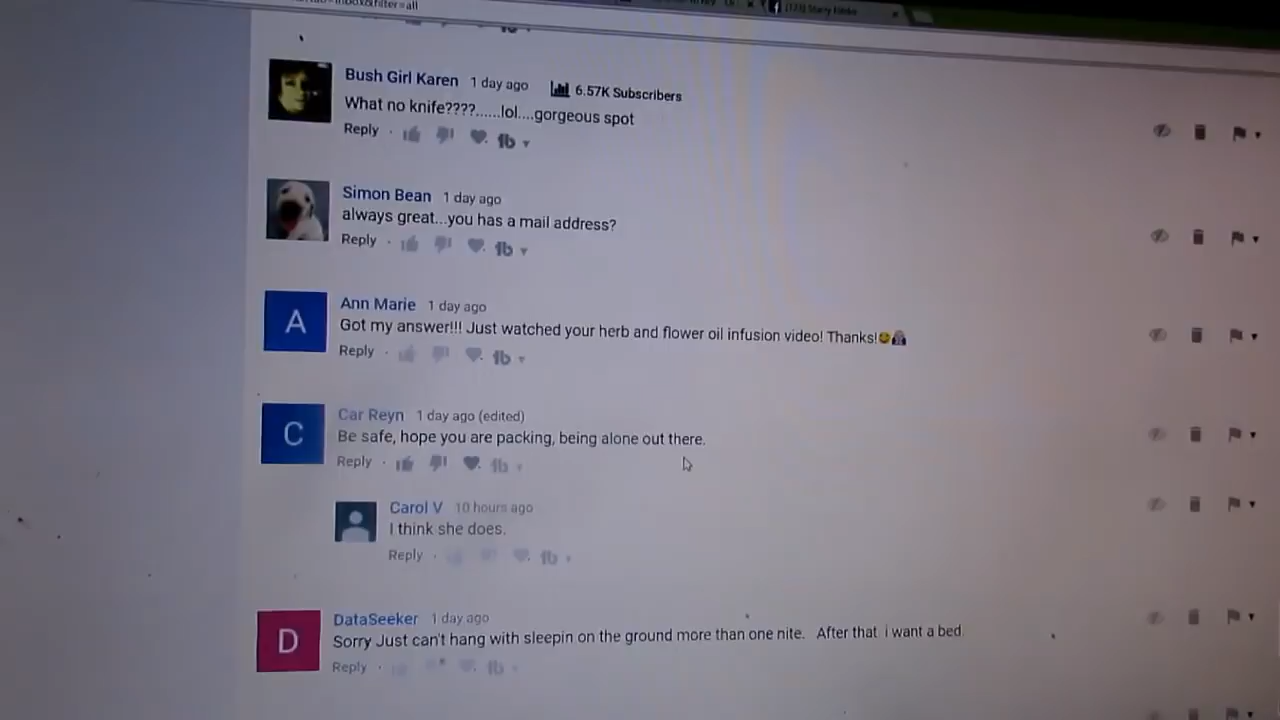 Bush Girl Karen 1 day ago 6.57K Subscribers
What no knife????......lol....gorgeous spot
Reply
Simon Bean 1 day ago
always great...you has a mail address?
Reply
A
Ann Marie 1 day ago
Got my answer!!! Just watched your herb and flower oil infusion video! Thanks!
Reply
C
Car Reyn 1 day ago (edited)
Be safe, hope you are packing, being alone out there.
Reply
Carol V 10 hours ago
I think she does.
Reply
D
DataSeeker 1 day ago
Sorry Just can't hang with sleepin on the ground more than one nite. After that i want a bed
Reply